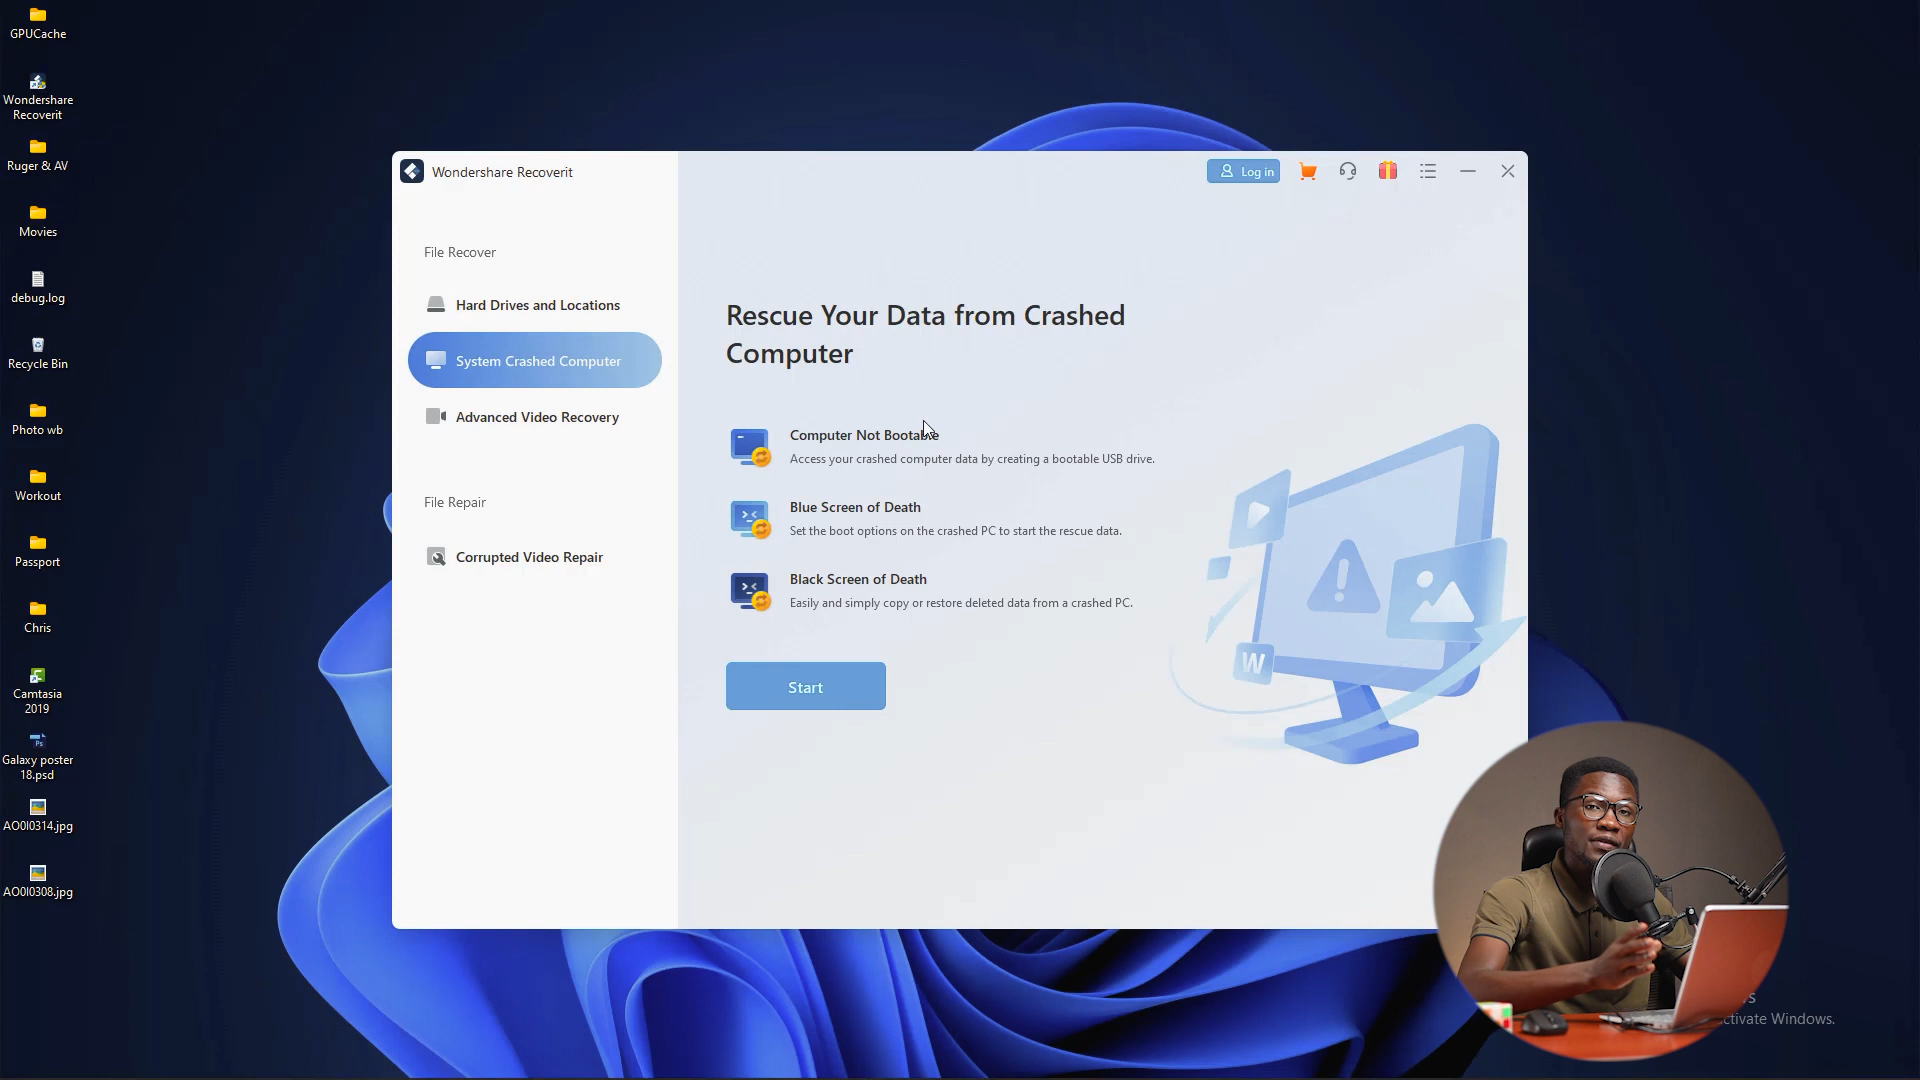 GPUCache
Wondershare
Recoverit
Ruger & AV
Movies
debug.log
Recycle Bin
Photo wb
Workout
Passport
Chris
Camtasia
2019
Ps
Galaxy poster
18.psd
AO0I0314.jpg
AO0I0308.jpg
Wondershare Recoverit
Log in
File Recover
Hard Drives and Locations
System Crashed Computer
Advanced Video Recovery
File Repair
Corrupted Video Repair
Rescue Your Data from Crashed
Computer
Computer Not Bootable
Access your crashed computer data by creating a bootable USB drive.
Blue Screen of Death
Set the boot options on the crashed PC to start the rescue data.
Black Screen of Death
Easily and simply copy or restore deleted data from a crashed PC.
Start
W
Windows.